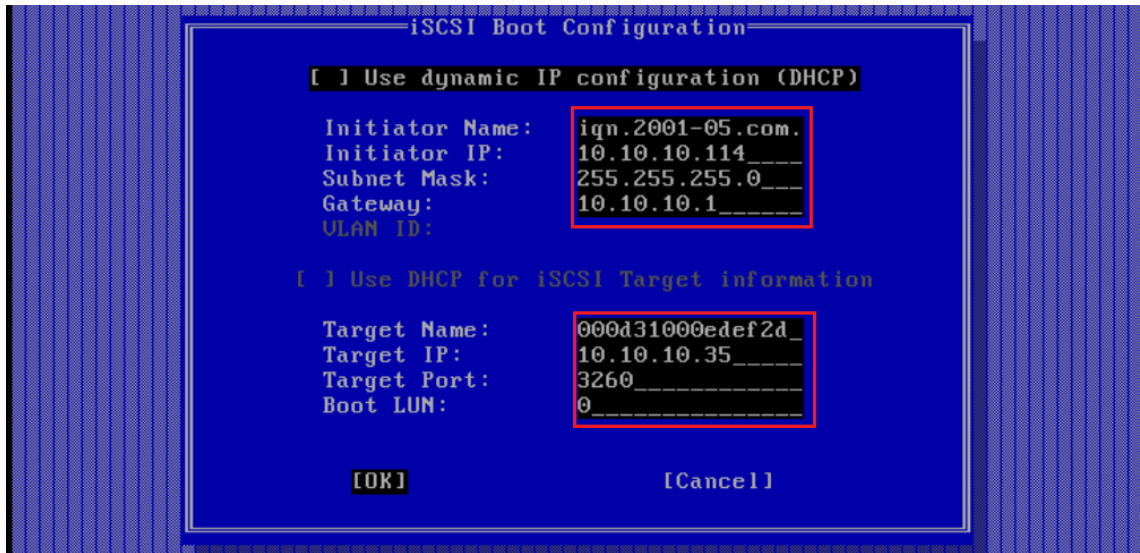 iSCSI Boot Configuration
[ ] Use dynamic IP configuration (DHCP)
Initiator Name: iqn.2001-05.com.
Initiator IP: 10.10.10.114____
Subnet Mask: 255.255.255.0___
Gateway: 10.10.10.1______
VLAN ID:
[ ] Use DHCP for iSCSI Target information
Target Name: 000d31000edef2d_
Target IP: 10.10.10.35_____
Target Port: 3260____________
Boot LUN: 0_______________
[OK] [Cancel]